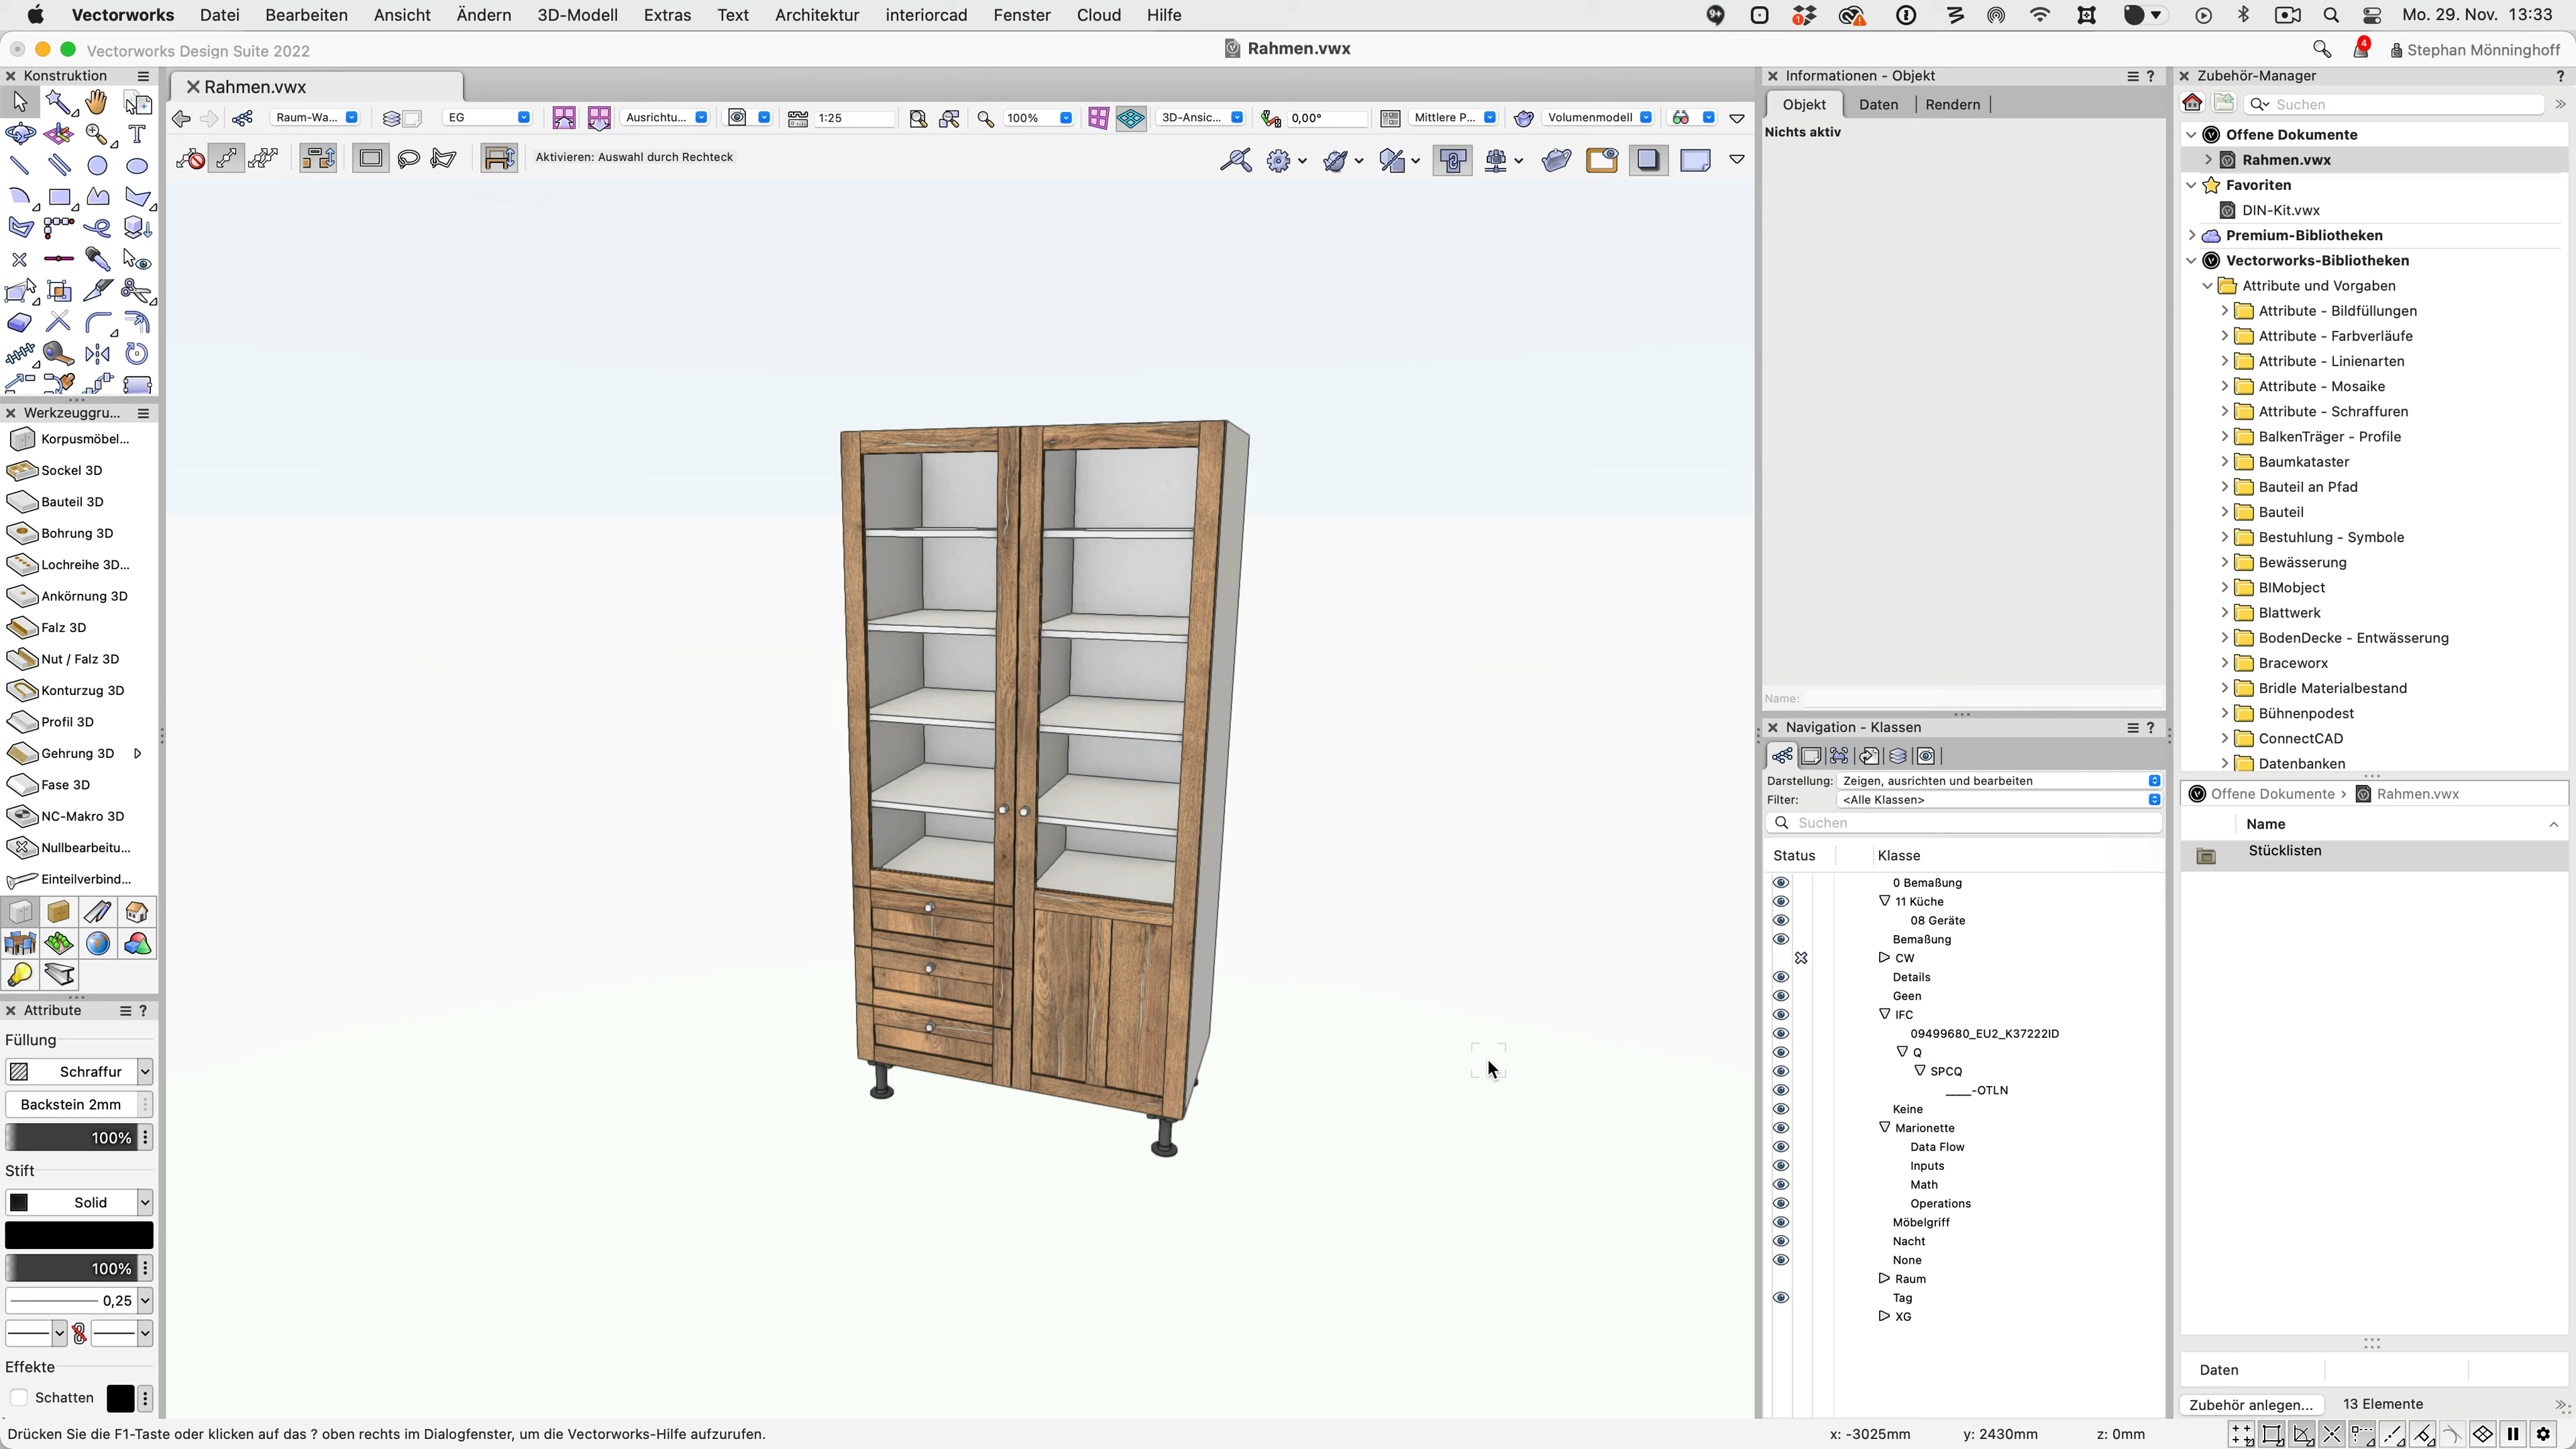 Vectorworks Datei Bearbeiten Ansicht Ändern 3D-Modell Extras Text Architektur interiorcad Fenster Cloud Hilfe
9+ 1 Mo. 29. Nov. 13:33
Vectorworks Design Suite 2022 Rahmen.vwx 4 Stephan Mönninghoff
Konstruktion
Rahmen.vwx
Raum-Wa... EG Ausrichtu... 1:25 100% 3D-Ansic... 0,00° Mittlere P... Volumenmodell
Aktivieren: Auswahl durch Rechteck
Werkzeuggru...
Korpusmöbel...
Sockel 3D
Bauteil 3D
Bohrung 3D
Lochreihe 3D...
Ankörnung 3D
Falz 3D
Nut / Falz 3D
Konturzug 3D
Profil 3D
Gehrung 3D
Fase 3D
NC-Makro 3D
Nullbearbeitu...
Einteilverbind...
Attribute ?
Füllung
Schraffur
Backstein 2mm
100%
Stift
Solid
100%
0,25
Effekte
Schatten
Informationen - Objekt ?
Objekt Daten Rendern
Nichts aktiv
Name:
Navigation - Klassen ?
Darstellung: Zeigen, ausrichten und bearbeiten
Filter: <Alle Klassen>
Suchen
Status Klasse
0 Bemaßung
11 Küche
08 Geräte
Bemaßung
CW
Details
Geen
IFC
09499680_EU2_K37222ID
Q
SPCQ
____-OTLN
Keine
Marionette
Data Flow
Inputs
Math
Operations
Möbelgriff
Nacht
None
Raum
Tag
XG
Zubehör-Manager ?
Suchen
Offene Dokumente
Rahmen.vwx
Favoriten
DIN-Kit.vwx
Premium-Bibliotheken
Vectorworks-Bibliotheken
Attribute und Vorgaben
Attribute - Bildfüllungen
Attribute - Farbverläufe
Attribute - Linienarten
Attribute - Mosaike
Attribute - Schraffuren
BalkenTräger - Profile
Baumkataster
Bauteil an Pfad
Bauteil
Bestuhlung - Symbole
Bewässerung
BIMobject
Blattwerk
BodenDecke - Entwässerung
Braceworx
Bridle Materialbestand
Bühnenpodest
ConnectCAD
Datenbanken
Offene Dokumente › Rahmen.vwx
Name
Stücklisten
Daten
Zubehör anlegen... 13 Elemente
Drücken Sie die F1-Taste oder klicken auf das ? oben rechts im Dialogfenster, um die Vectorworks-Hilfe aufzurufen. x: -3025mm y: 2430mm z: 0mm